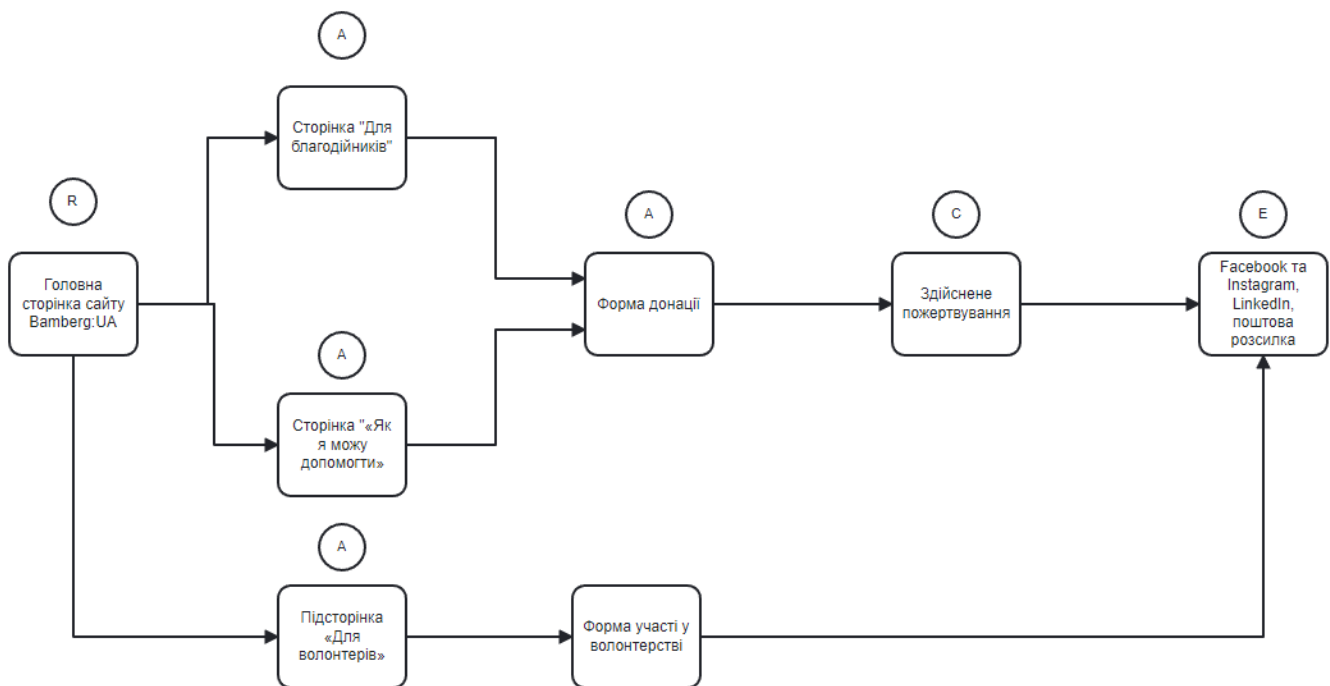 A
Сторінка "Для
благодійників"
R
Головна
сторінка сайту
Bamberg:UA
A
Форма донації
C
Здійснене
пожертвування
E
Facebook та
Instagram,
LinkedIn,
поштова
розсилка
A
Сторінка "«Як
я можу
допомогти»
A
Підсторінка
«Для
волонтерів»
Форма участі у
волонтерстві